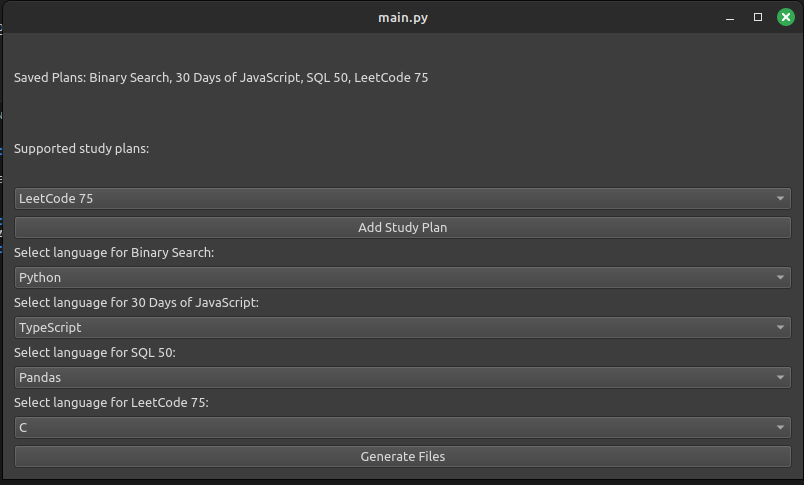 main.py
Saved Plans: Binary Search, 30 Days of JavaScript, SQL 50, LeetCode 75
Supported study plans:
LeetCode 75
Add Study Plan
Select language for Binary Search:
Python
Select language for 30 Days of JavaScript:
TypeScript
Select language for SQL 50:
Pandas
Select language for LeetCode 75:
C
Generate Files